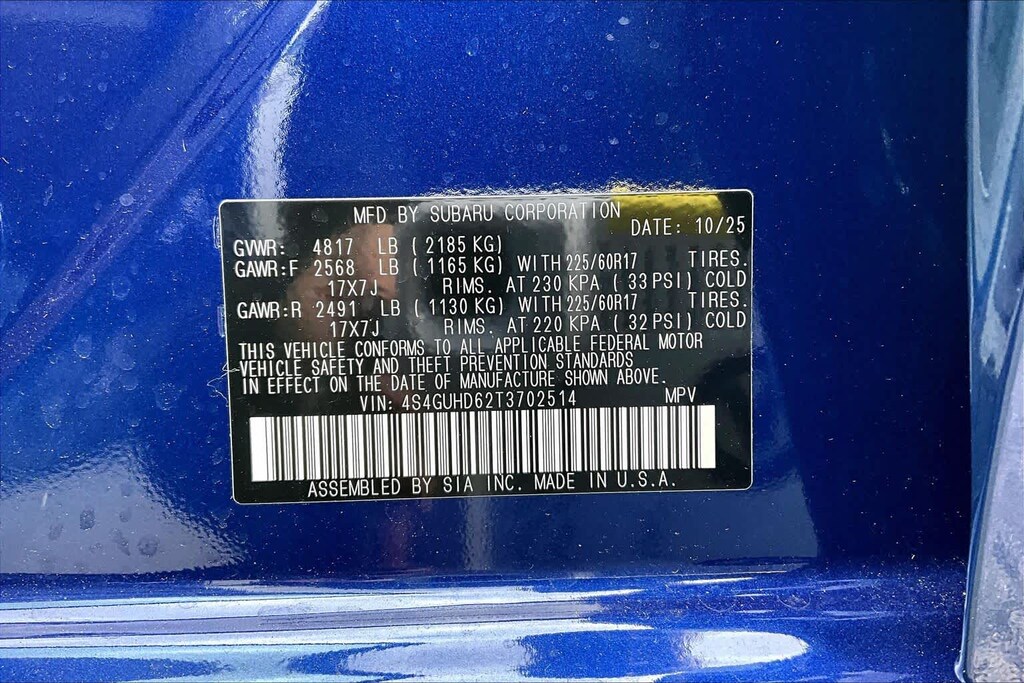 MFD BY SUBARU CORPORATION
DATE: 10/25
GVWR: 4817 LB (2185 KG)
GAWR:F 2568 LB (1165 KG) WITH 225/60R17 TIRES.
17X7J RIMS. AT 230 KPA (33 PSI) COLD
GAWR:R 2491 LB (1130 KG) WITH 225/60R17 TIRES.
17X7J RIMS. AT 220 KPA (32 PSI) COLD
THIS VEHICLE CONFORMS TO ALL APPLICABLE FEDERAL MOTOR
VEHICLE SAFETY AND THEFT PREVENTION STANDARDS
IN EFFECT ON THE DATE OF MANUFACTURE SHOWN ABOVE.
VIN: 4S4GUHD62T3702514 MPV
ASSEMBLED BY SIA INC. MADE IN U.S.A.